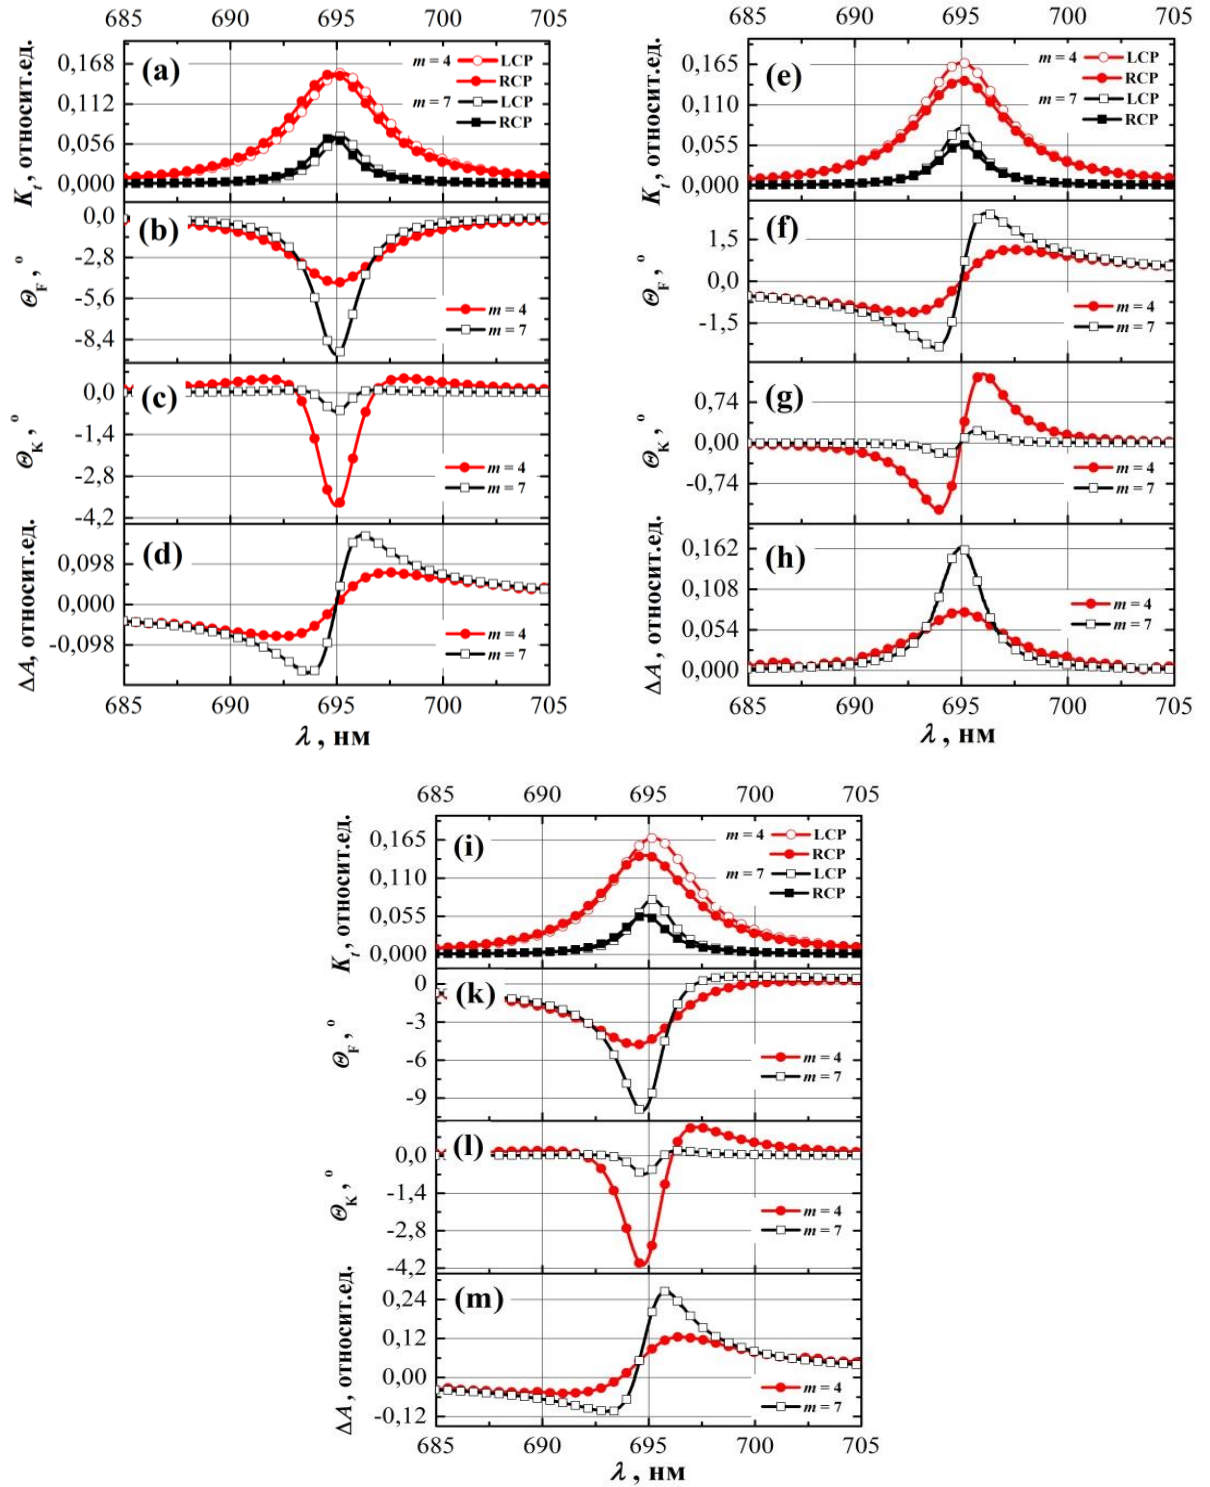 685 690 695 700 705
K_t, относит.ед.
0,168
0,112
0,056
0,000
(a)
m = 4 LCP
RCP
m = 7 LCP
RCP
Θ_F, °
0,0
-2,8
-5,6
-8,4
(b)
m = 4
m = 7
Θ_K, °
0,0
-1,4
-2,8
-4,2
(c)
m = 4
m = 7
ΔA, относит.ед.
0,098
0,000
-0,098
(d)
m = 4
m = 7
685 690 695 700 705
λ, нм
685 690 695 700 705
K_t, относит.ед.
0,165
0,110
0,055
0,000
(e)
m = 4 LCP
RCP
m = 7 LCP
RCP
Θ_F, °
1,5
0,0
-1,5
(f)
m = 4
m = 7
Θ_K, °
0,74
0,00
-0,74
(g)
m = 4
m = 7
ΔA, относит.ед.
0,162
0,108
0,054
0,000
(h)
m = 4
m = 7
685 690 695 700 705
λ, нм
685 690 695 700 705
K_t, относит.ед.
0,165
0,110
0,055
0,000
(i)
m = 4 LCP
RCP
m = 7 LCP
RCP
Θ_F, °
0
-3
-6
-9
(k)
m = 4
m = 7
Θ_K, °
0,0
-1,4
-2,8
-4,2
(l)
m = 4
m = 7
ΔA, относит.ед.
0,24
0,12
0,00
-0,12
(m)
m = 4
m = 7
685 690 695 700 705
λ, нм